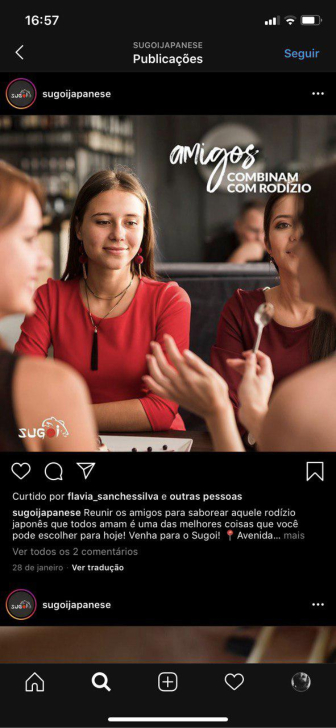 16:57
SUGOIJAPANESE
Publicações
Seguir
SUGOi
sugoijapanese
amigos
COMBINAM
COM RODÍZIO
SUGOi
Curtido por flavia_sanchessilva e outras pessoas
sugoijapanese Reunir os amigos para saborear aquele rodízio
japonês que todos amam é uma das melhores coisas que você
pode escolher para hoje! Venha para o Sugoi! 📍Avenida... mais
Ver todos os 2 comentários
28 de janeiro · Ver tradução
SUGOi
sugoijapanese